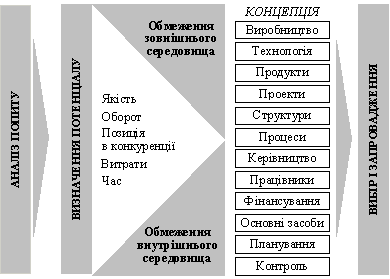 АНАЛІЗ ПОПИТУ
ВИЗНАЧЕННЯ ПОТЕНЦІАЛУ
Обмеження
зовнішнього
середовища
Якість
Оборот
Позиція
в конкуренції
Витрати
Час
Обмеження
внутрішнього
середовища
КОНЦЕПЦІЯ
Виробництво
Технологія
Продукти
Проекти
Структури
Процеси
Керівництво
Працівники
Фінансування
Основні засоби
Планування
Контроль
ВИБІР І ЗАПРОВАДЖЕННЯ